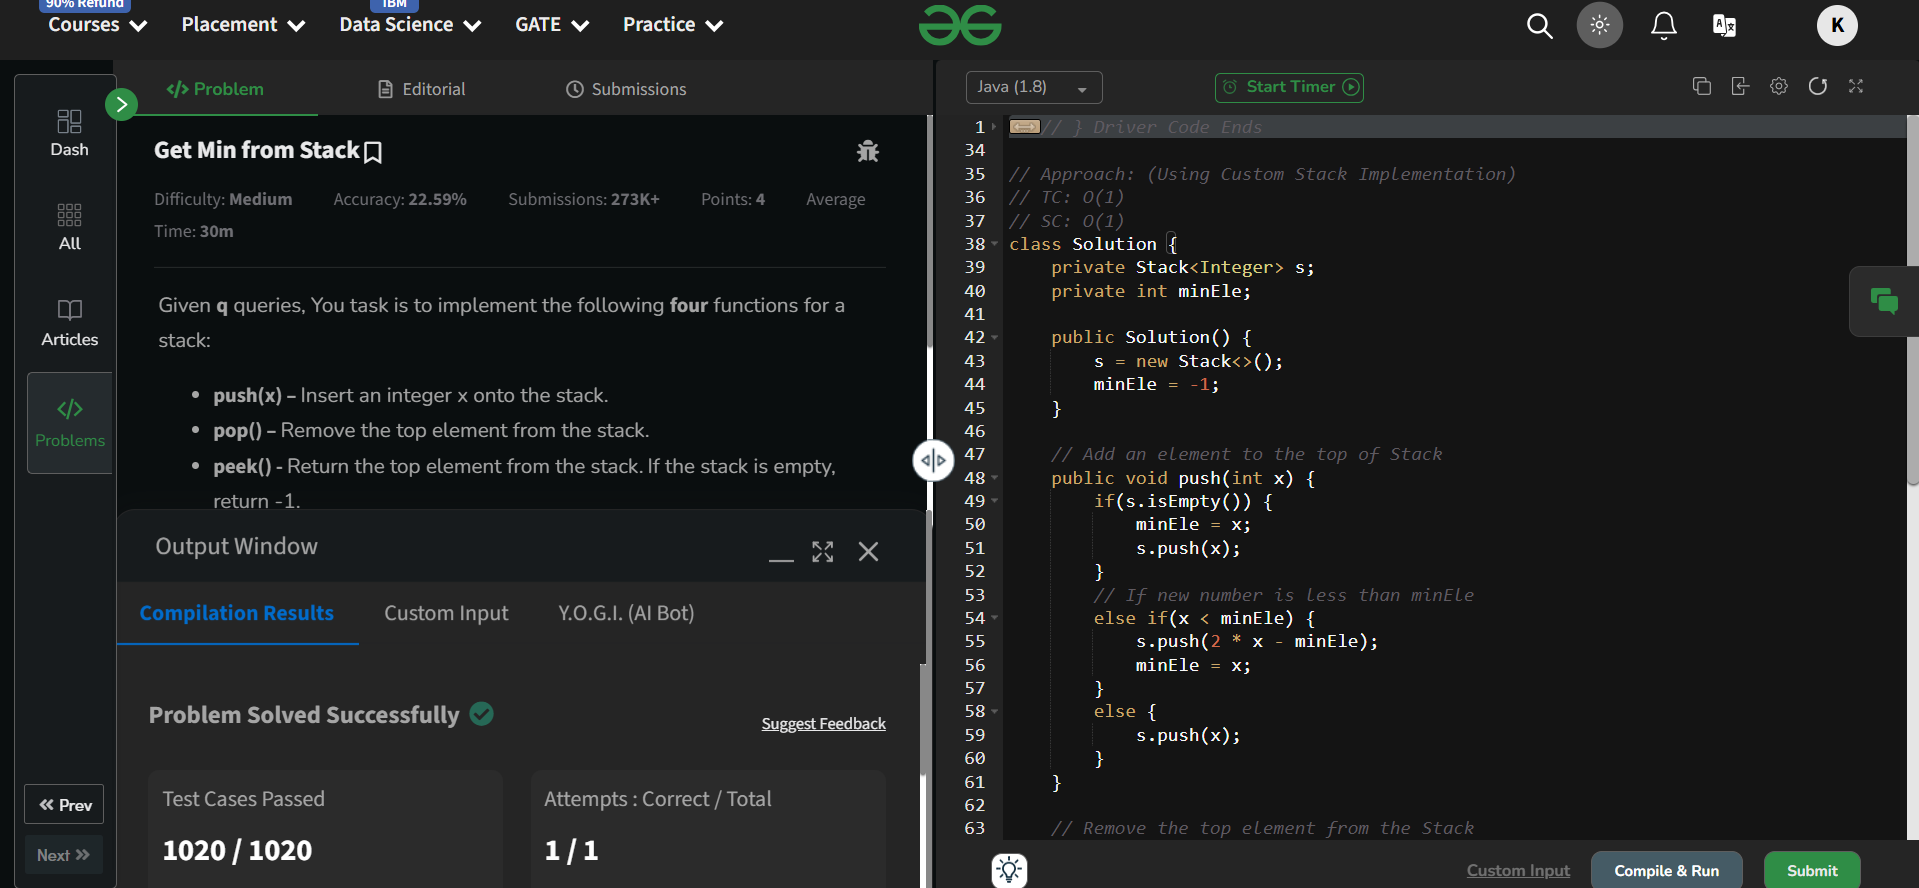 90% Refund
IBM
Courses
Placement
Data Science
GATE
Practice
K
Dash
All
Articles
Problems
Prev
Next
Problem
Editorial
Submissions
Get Min from Stack
Difficulty: Medium Accuracy: 22.59% Submissions: 273K+ Points: 4 Average
Time: 30m
Given q queries, You task is to implement the following four functions for a
stack:
• push(x) – Insert an integer x onto the stack.
• pop() – Remove the top element from the stack.
• peek() - Return the top element from the stack. If the stack is empty,
return -1.
Output Window
Compilation Results
Custom Input
Y.O.G.I. (AI Bot)
Problem Solved Successfully
Suggest Feedback
Test Cases Passed
1020 / 1020
Attempts : Correct / Total
1 / 1
Java (1.8)
Start Timer
1 // } Driver Code Ends
34
35 // Approach: (Using Custom Stack Implementation)
36 // TC: O(1)
37 // SC: O(1)
38 class Solution {
39 private Stack<Integer> s;
40 private int minEle;
41
42 public Solution() {
43 s = new Stack<>();
44 minEle = -1;
45 }
46
47 // Add an element to the top of Stack
48 public void push(int x) {
49 if(s.isEmpty()) {
50 minEle = x;
51 s.push(x);
52 }
53 // If new number is less than minEle
54 else if(x < minEle) {
55 s.push(2 * x - minEle);
56 minEle = x;
57 }
58 else {
59 s.push(x);
60 }
61 }
62
63 // Remove the top element from the Stack
Custom Input
Compile & Run
Submit